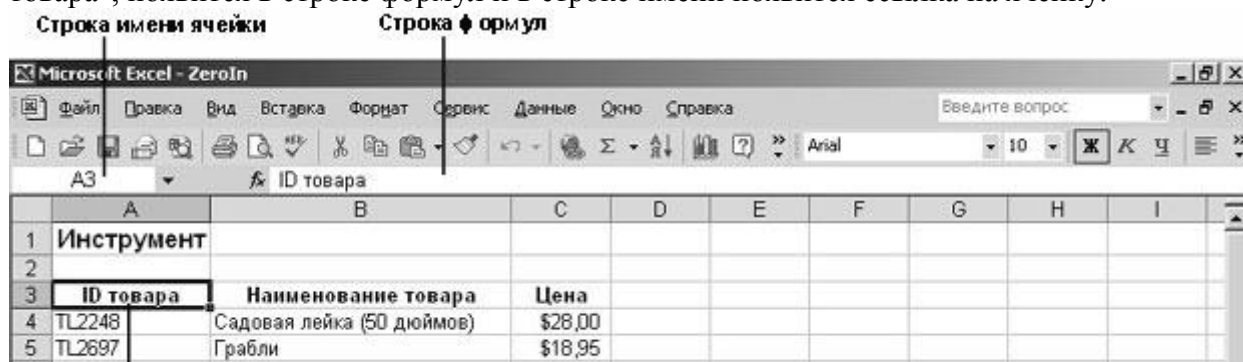 товара", появится в строке формул и в строке имени появится ссылка на ячейку.
Строка имени ячейки Строка формул
Microsoft Excel - ZeroIn
Файл Правка Вид Вставка Формат Сервис Данные Окно Справка Введите вопрос
Arial 10 Ж К Ч
A3 fx ID товара
A B C D E F G H I
1 Инструмент
2
3 ID товара Наименование товара Цена
4 TL2248 Садовая лейка (50 дюймов) $28,00
5 TL2697 Грабли $18,95